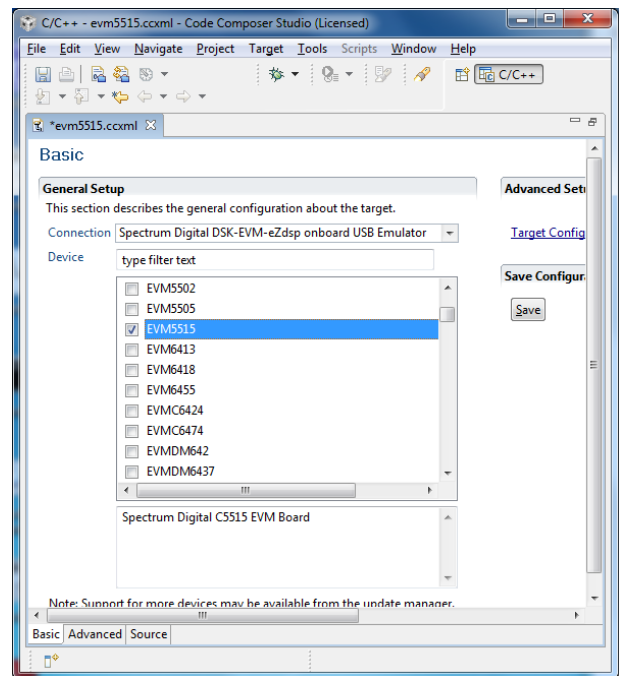 C/C++ - evm5515.ccxml - Code Composer Studio (Licensed)
File Edit View Navigate Project Target Tools Scripts Window Help
C/C++
*evm5515.ccxml
Basic
General Setup
This section describes the general configuration about the target.
Connection Spectrum Digital DSK-EVM-eZdsp onboard USB Emulator
Device type filter text
EVM5502
EVM5505
EVM5515
EVM6413
EVM6418
EVM6455
EVMC6424
EVMC6474
EVMDM642
EVMDM6437
Spectrum Digital C5515 EVM Board
Note: Support for more devices may be available from the update manager.
Advanced Setu
Target Config
Save Configur
Save
Basic Advanced Source